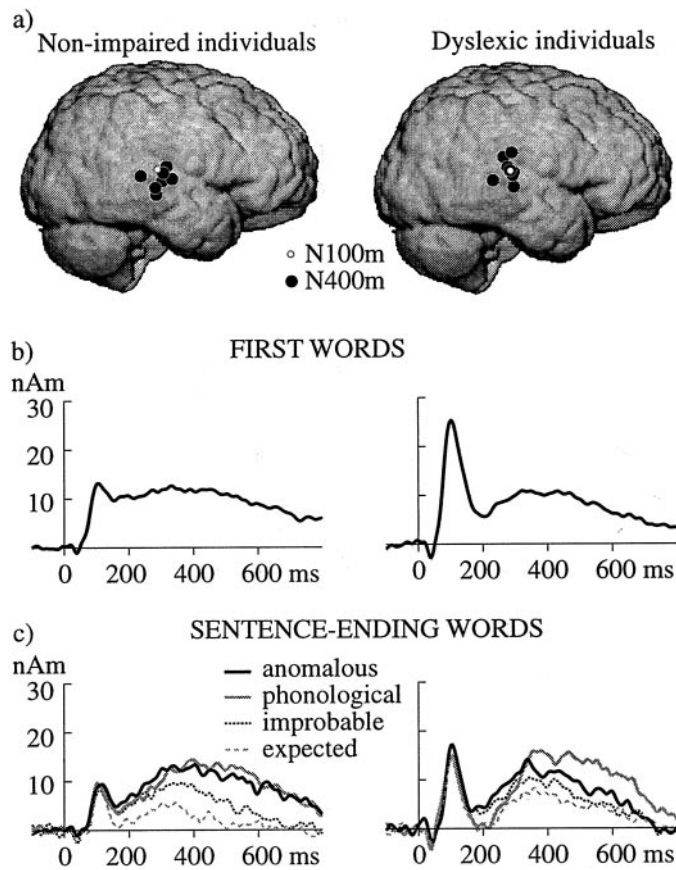 a)
Non-impaired individuals Dyslexic individuals
N100m
N400m
b)
FIRST WORDS
nAm
30
20
10
0 200 400 600 ms 0 200 400 600 ms
c)
SENTENCE-ENDING WORDS
nAm
30
20
10
0
anomalous
phonological
improbable
expected
0 200 400 600 ms 0 200 400 600 ms